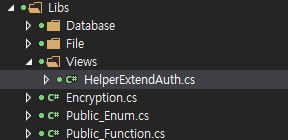 Libs
Database
File
Views
C# HelperExtendAuth.cs
C# Encryption.cs
C# Public_Enum.cs
C# Public_Function.cs